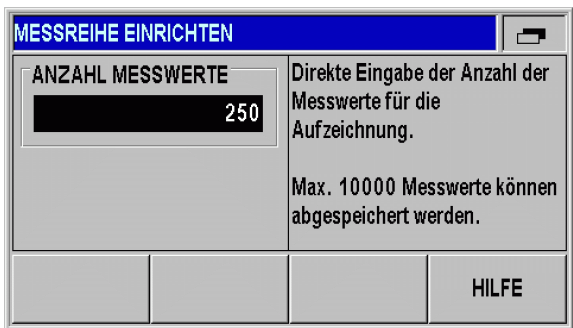 MESSREIHE EINRICHTEN
ANZAHL MESSWERTE
250
Direkte Eingabe der Anzahl der
Messwerte für die
Aufzeichnung.
Max. 10000 Messwerte können
abgespeichert werden.
HILFE